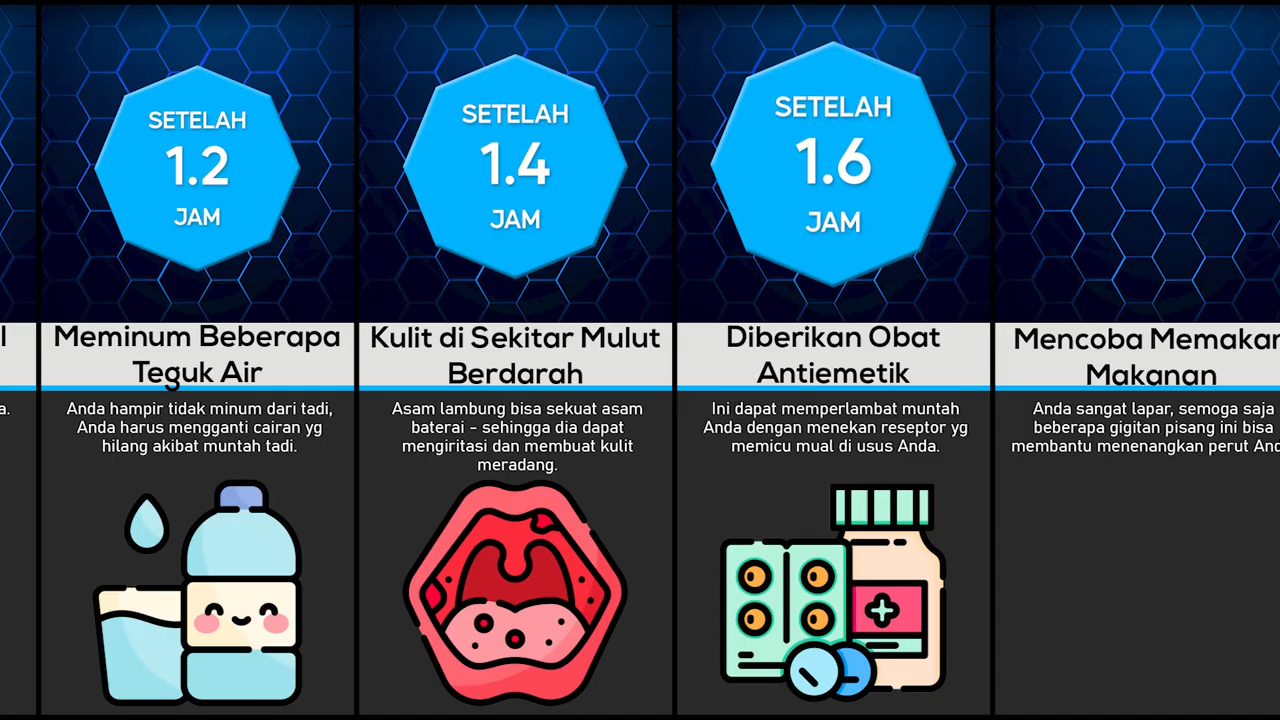 l
a.
SETELAH
1.2
JAM
Meminum Beberapa
Teguk Air
Anda hampir tidak minum dari tadi,
Anda harus mengganti cairan yg
hilang akibat muntah tadi.
SETELAH
1.4
JAM
Kulit di Sekitar Mulut
Berdarah
Asam lambung bisa sekuat asam
baterai - sehingga dia dapat
mengiritasi dan membuat kulit
meradang.
SETELAH
1.6
JAM
Diberikan Obat
Antiemetik
Ini dapat memperlambat muntah
Anda dengan menekan reseptor yg
memicu mual di usus Anda.
Mencoba Memakan
Makanan
Anda sangat lapar, semoga saja
beberapa gigitan pisang ini bisa
membantu menenangkan perut And